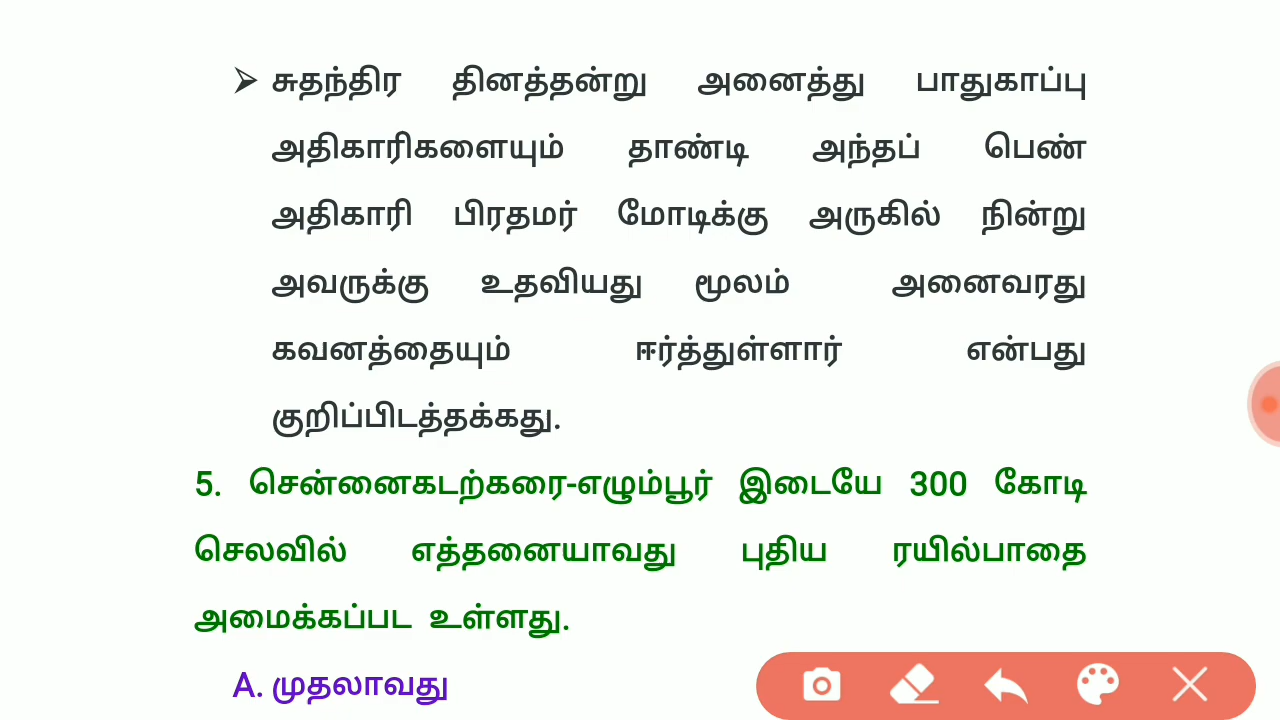 ➢ சுதந்திர தினத்தன்று அனைத்து பாதுகாப்பு
அதிகாரிகளையும் தாண்டி அந்தப் பெண்
அதிகாரி பிரதமர் மோடிக்கு அருகில் நின்று
அவருக்கு உதவியது மூலம் அனைவரது
கவனத்தையும் ஈர்த்துள்ளார் என்பது
குறிப்பிடத்தக்கது.
5. சென்னைகடற்கரை-எழும்பூர் இடையே 300 கோடி
செலவில் எத்தனையாவது புதிய ரயில்பாதை
அமைக்கப்பட உள்ளது.
A. முதலாவது